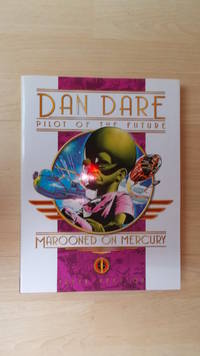 DAN DARE
PILOT OF THE FUTURE
MAROONED ON MERCURY